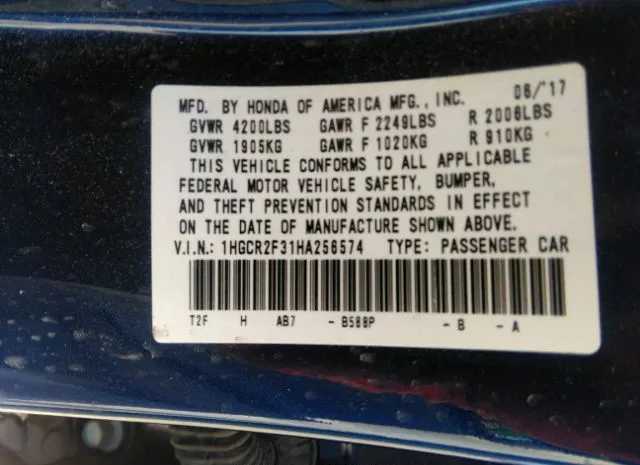 MFD. BY HONDA OF AMERICA MFG., INC. 06/'17
GVWR 4200LBS GAWR F 2249LBS R 2006LBS
GVWR 1905KG GAWR F 1020KG R 910KG
THIS VEHICLE CONFORMS TO ALL APPLICABLE
FEDERAL MOTOR VEHICLE SAFETY, BUMPER,
AND THEFT PREVENTION STANDARDS IN EFFECT
ON THE DATE OF MANUFACTURE SHOWN ABOVE.
V.I.N.: 1HGCR2F31HA256574 TYPE: PASSENGER CAR
T2F H AB7 - B588P - B - A